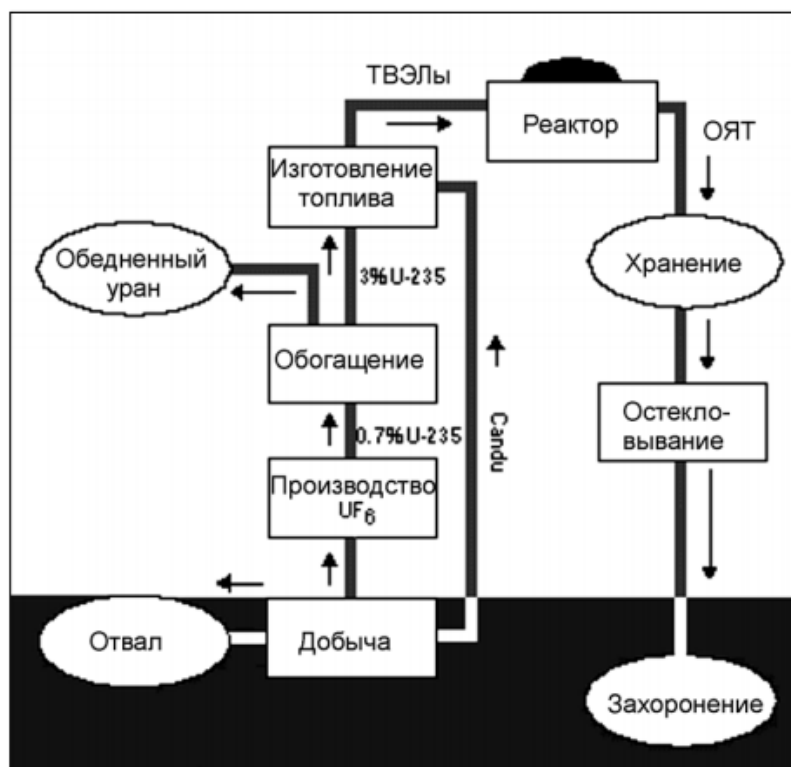 ТВЭЛы
Реактор
ОЯТ
Изготовление
топлива
Обедненный
уран
3%U-235
Хранение
Обогащение
Candu
Остекло-
вывание
0.7%U-235
Производство
UF6
Отвал
Добыча
Захоронение